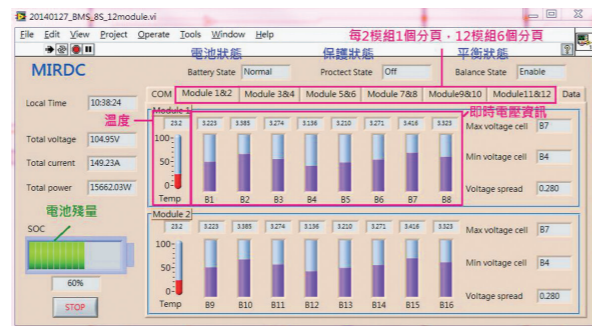 20140127_BMS_8S_12module.vi
File Edit View Project Operate Tools Window Help
每2模組1個分頁，12模組6個分頁
電池狀態 保護狀態 平衡狀態
MIRDC
Battery State Normal Proctect State Off Balance State Enable
COM Module 1&2 Module 3&4 Module 5&6 Module 7&8 Module9&10 Module11&12 Data
Local Time 10:38:24
溫度
即時電壓資訊
Module 1
23.2 3.223 3.385 3.274 3.136 3.210 3.271 3.416 3.323
Max voltage cell B7
Total voltage 104.95V
100-
50-
0-
Min voltage cell B4
Total current 149.23A
Total power 15662.03W
Voltage spread 0.280
Temp B1 B2 B3 B4 B5 B6 B7 B8
電池殘量
SOC
60%
STOP
Module 2
23.2 3.223 3.385 3.274 3.136 3.210 3.271 3.416 3.323
Max voltage cell B7
100-
50-
0-
Min voltage cell B4
Voltage spread 0.280
Temp B9 B10 B11 B12 B13 B14 B15 B16